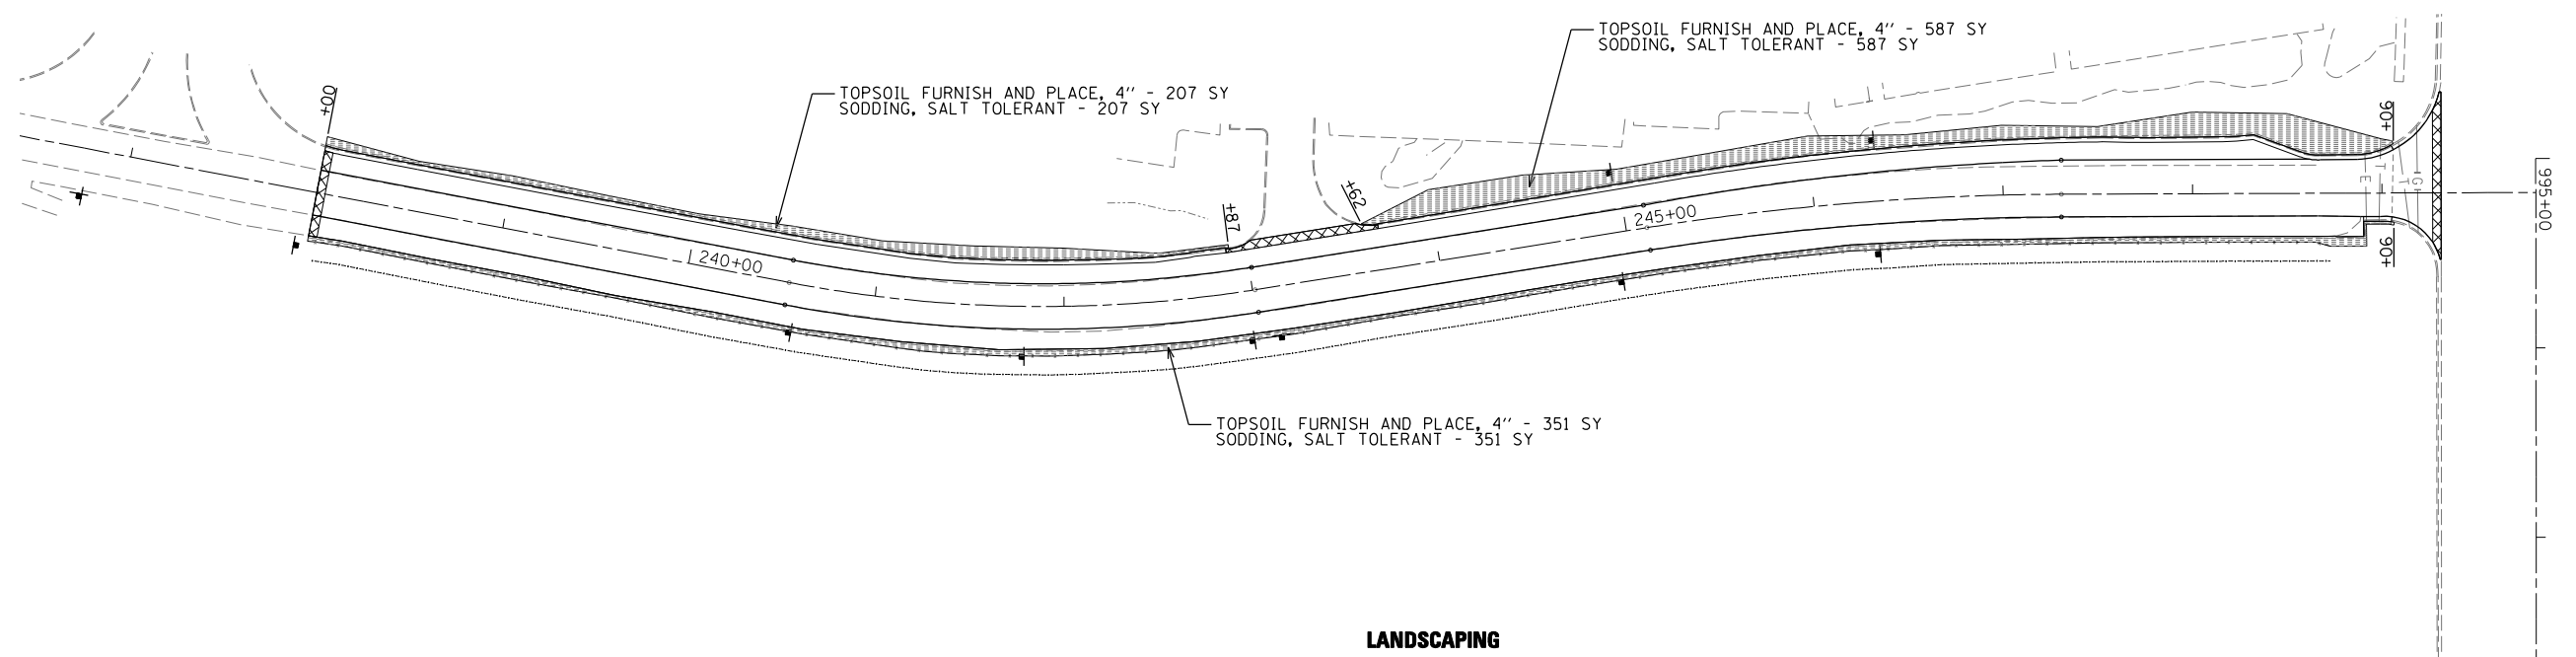 TOPSOIL FURNISH AND PLACE, 4" - 587 SY
SODDING, SALT TOLERANT - 587 SY
TOPSOIL FURNISH AND PLACE, 4" - 207 SY
SODDING, SALT TOLERANT - 207 SY
+00
+90
+62
+87
245+00
240+00
995+00
E
T
G
+90
TOPSOIL FURNISH AND PLACE, 4" - 351 SY
SODDING, SALT TOLERANT - 351 SY
LANDSCAPING